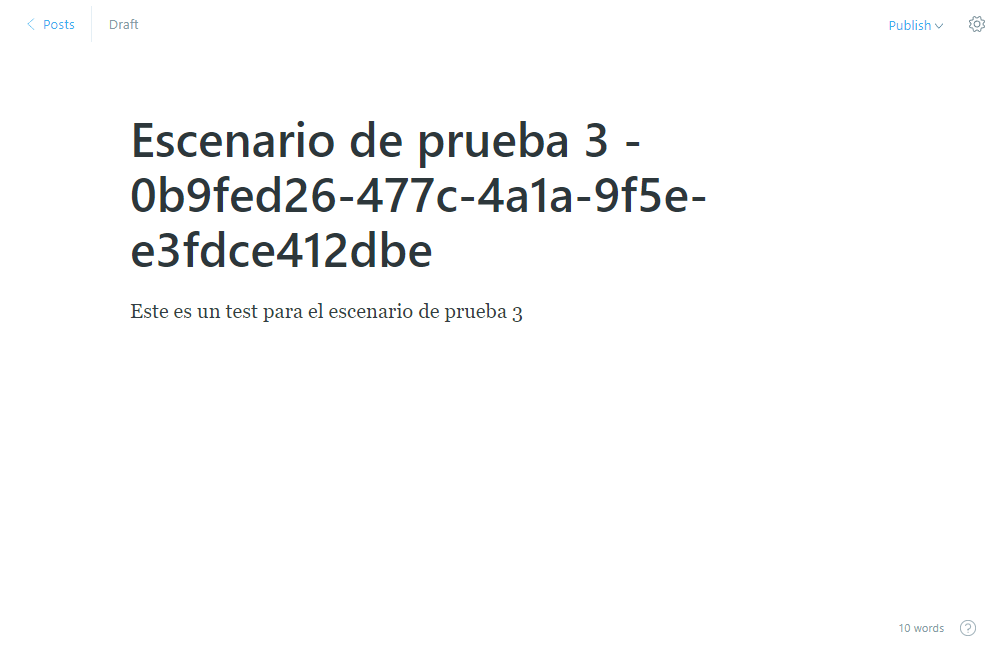 Posts
Draft
Publish
Escenario de prueba 3 -
0b9fed26-477c-4a1a-9f5e-
e3fdce412dbe
Este es un test para el escenario de prueba 3
10 words
?